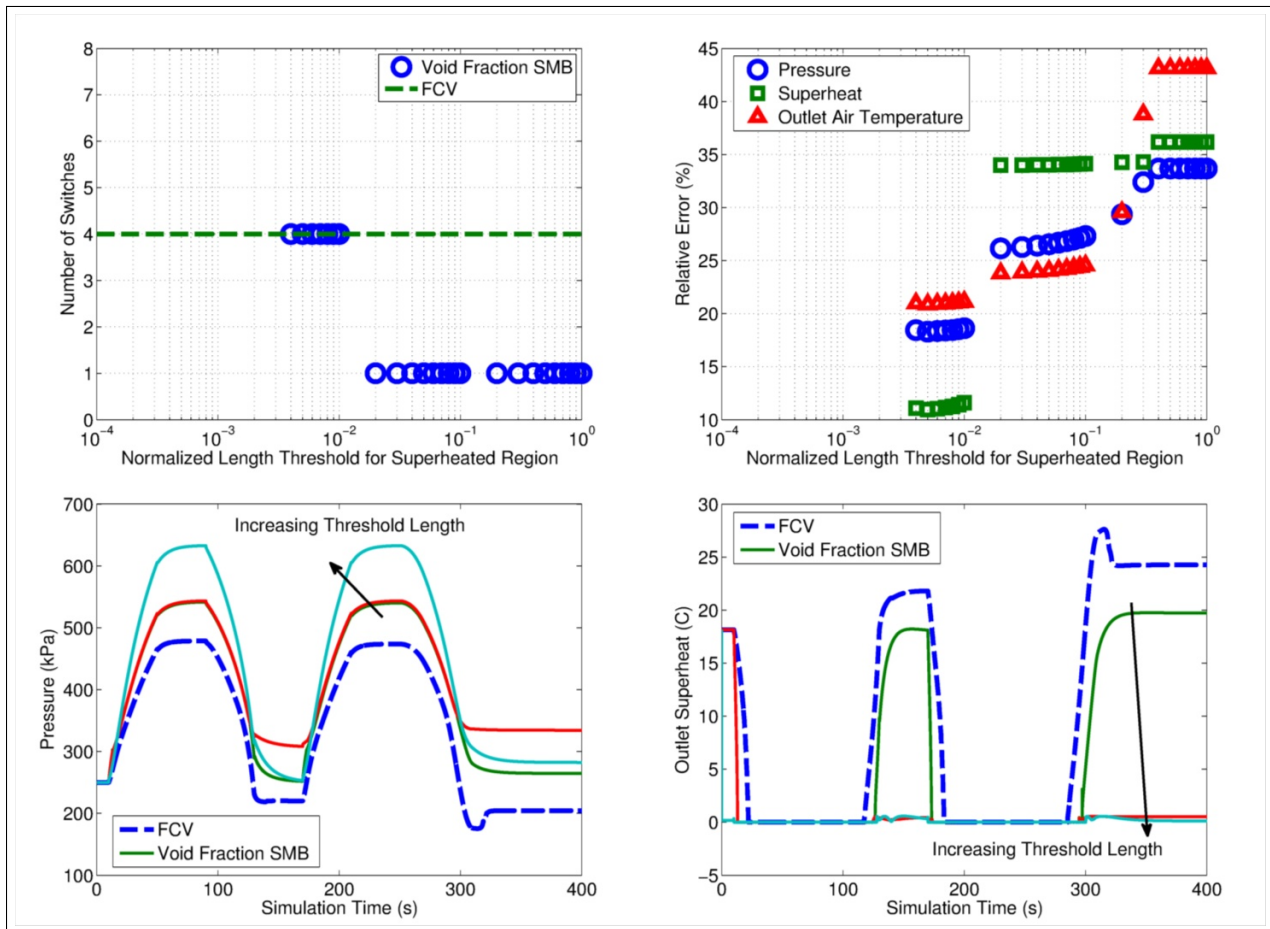 8
7
6
5
4
3
2
1
0
Number of Switches
Void Fraction SMB
FCV
10−4
10−3
10−2
10−1
100
Normalized Length Threshold for Superheated Region
45
40
35
30
25
20
15
10
Relative Error (%)
Pressure
Superheat
Outlet Air Temperature
10−4
10−3
10−2
10−1
100
Normalized Length Threshold for Superheated Region
700
600
500
400
300
200
100
Pressure (kPa)
Increasing Threshold Length
FCV
Void Fraction SMB
0
100
200
300
400
Simulation Time (s)
30
25
20
15
10
5
0
−5
Outlet Superheat (C)
FCV
Void Fraction SMB
Increasing Threshold Length
0
100
200
300
400
Simulation Time (s)